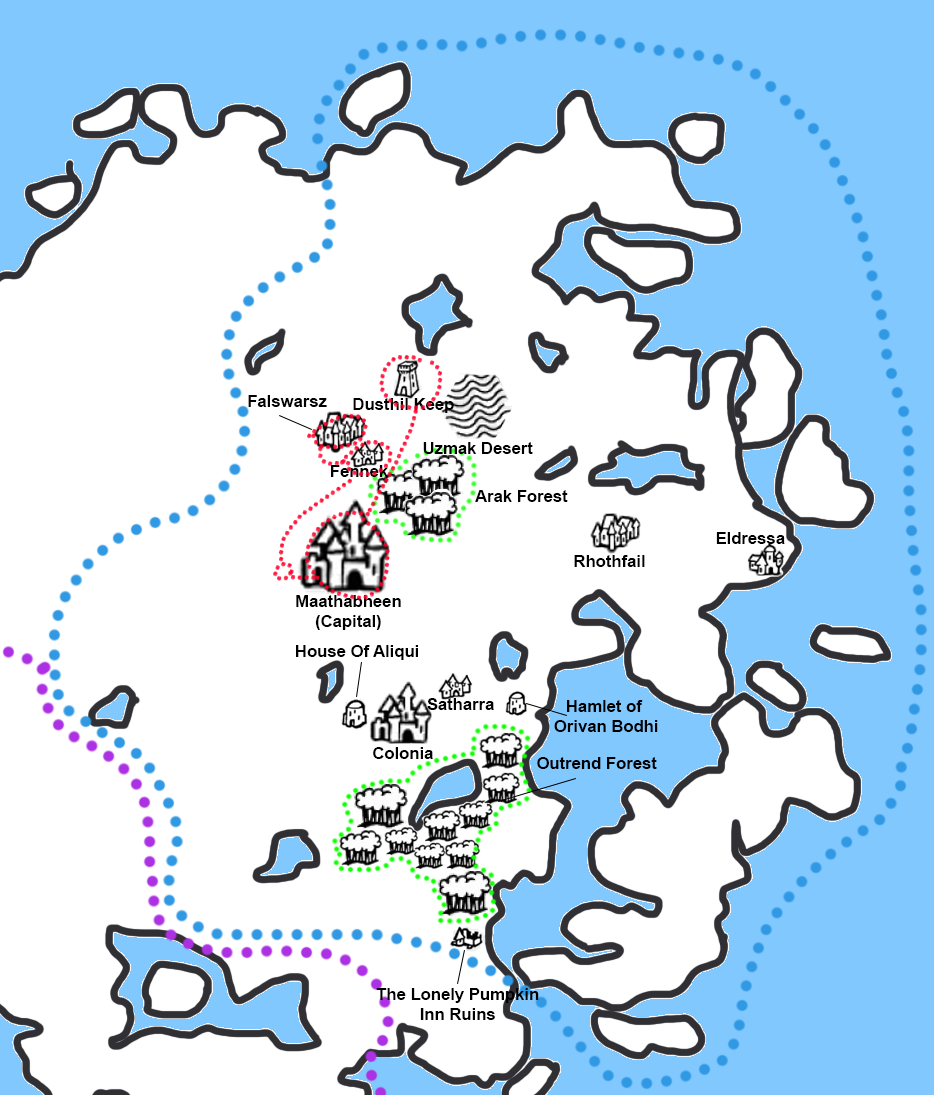 Falswarsz
Dusthil Keep
Uzmak Desert
Fennek
Arak Forest
Eldressa
Rhothfail
Maathabheen
(Capital)
House Of Aliqui
Satharra
Hamlet of
Orivan Bodhi
Colonia
Outrend Forest
The Lonely Pumpkin
Inn Ruins